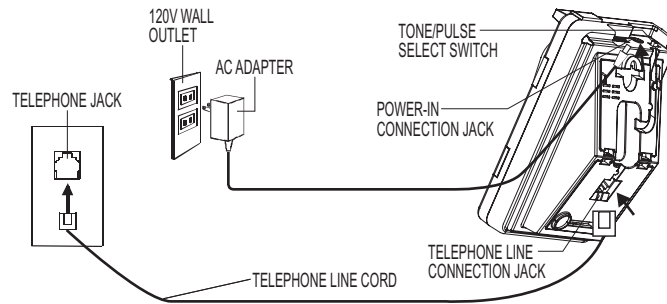 120V WALL
OUTLET
TONE/PULSE
SELECT SWITCH
AC ADAPTER
TELEPHONE JACK
POWER-IN
CONNECTION JACK
TELEPHONE LINE
CONNECTION JACK
TELEPHONE LINE CORD